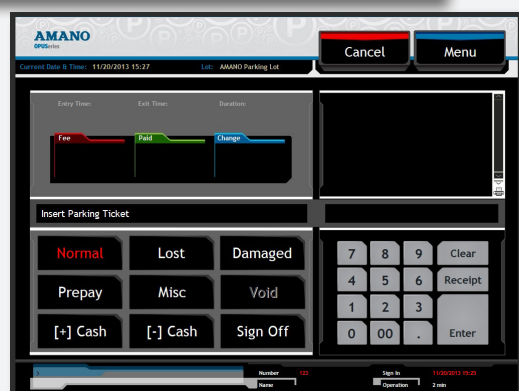 AMANO
OPUSeries
Cancel
Menu
Current Date & Time: 11/20/2013 15:27 Lot: AMANO Parking Lot
Entry Time: Exit Time: Duration:
Fee Paid Change
Insert Parking Ticket
Normal Lost Damaged
Prepay Misc Void
[+] Cash [-] Cash Sign Off
7 8 9 Clear
4 5 6 Receipt
1 2 3
0 00 . Enter
Number 123 Sign In 11/20/2013 15:25
Name Operation 2 min